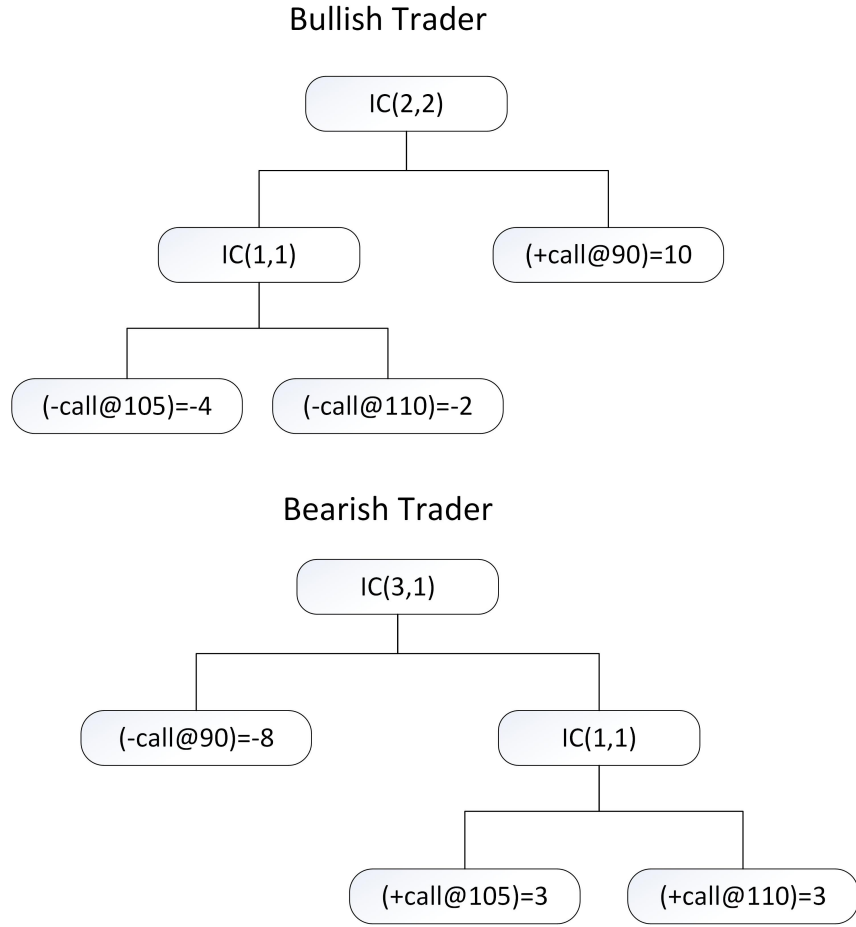 Bullish Trader
IC(2,2)
IC(1,1)
(+call@90)=10
(-call@105)=-4
(-call@110)=-2
Bearish Trader
IC(3,1)
(-call@90)=-8
IC(1,1)
(+call@105)=3
(+call@110)=3